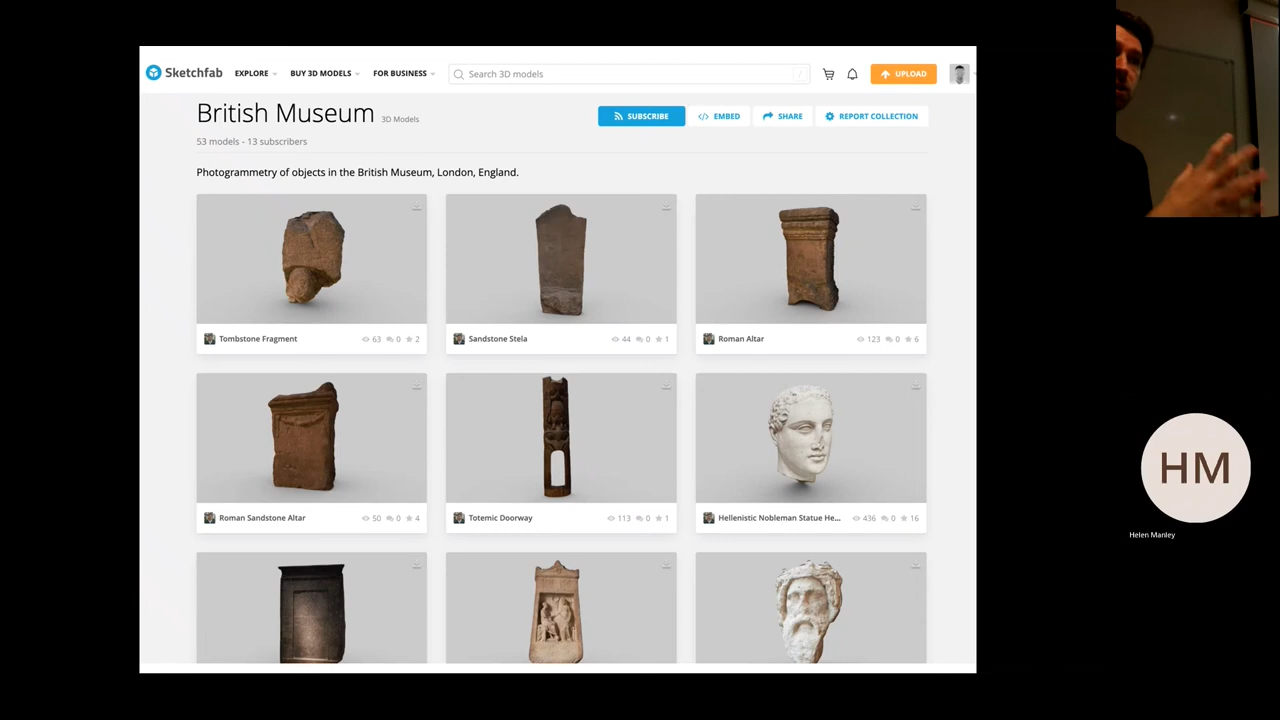 Sketchfab EXPLORE BUY 3D MODELS FOR BUSINESS Search 3D models / UPLOAD
British Museum 3D Models SUBSCRIBE </> EMBED SHARE REPORT COLLECTION
53 models - 13 subscribers
Photogrammetry of objects in the British Museum, London, England.
Tombstone Fragment 63 0 2
Sandstone Stela 44 0 1
Roman Altar 123 0 6
Roman Sandstone Altar 50 0 4
Totemic Doorway 113 0 1
Hellenistic Nobleman Statue He... 436 0 16
HM
Helen Manley